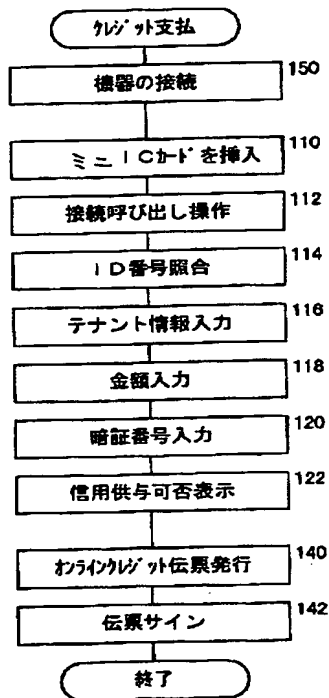 クレジット支払
機器の接続 150
ミニICカードを挿入 110
接続呼び出し操作 112
ID番号照合 114
テナント情報入力 116
金額入力 118
暗証番号入力 120
信用供与可否表示 122
オンラインクレジット伝票発行 140
伝票サイン 142
終了